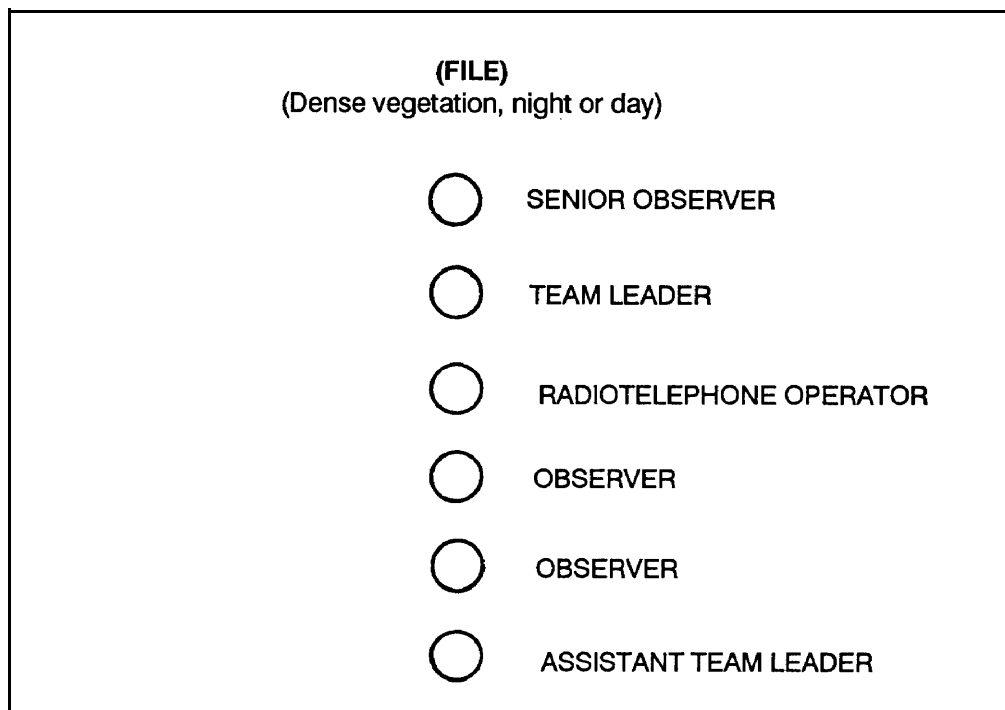 (FILE)
(Dense vegetation, night or day)
SENIOR OBSERVER
TEAM LEADER
RADIOTELEPHONE OPERATOR
OBSERVER
OBSERVER
ASSISTANT TEAM LEADER